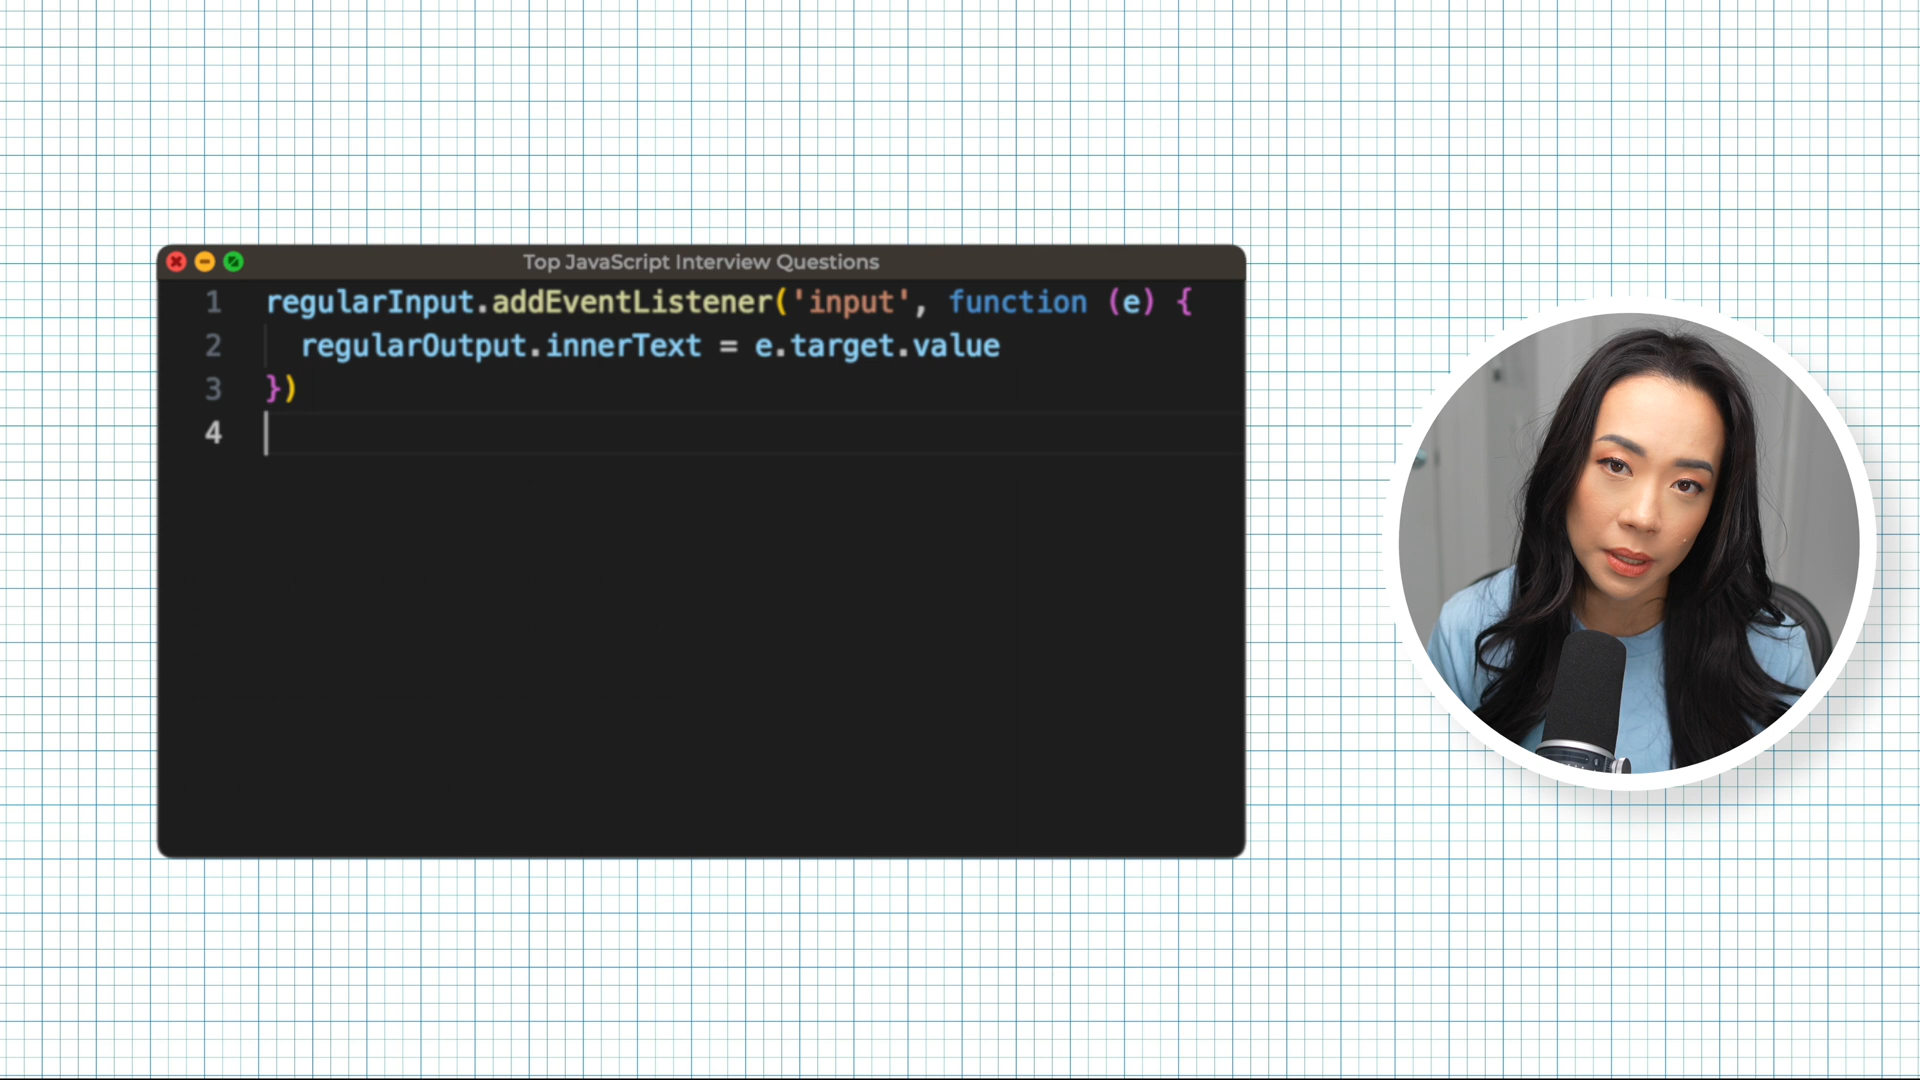 Top JavaScript Interview Questions
1 regularInput.addEventListener('input', function (e) {
2 regularOutput.innerText = e.target.value
3 })
4